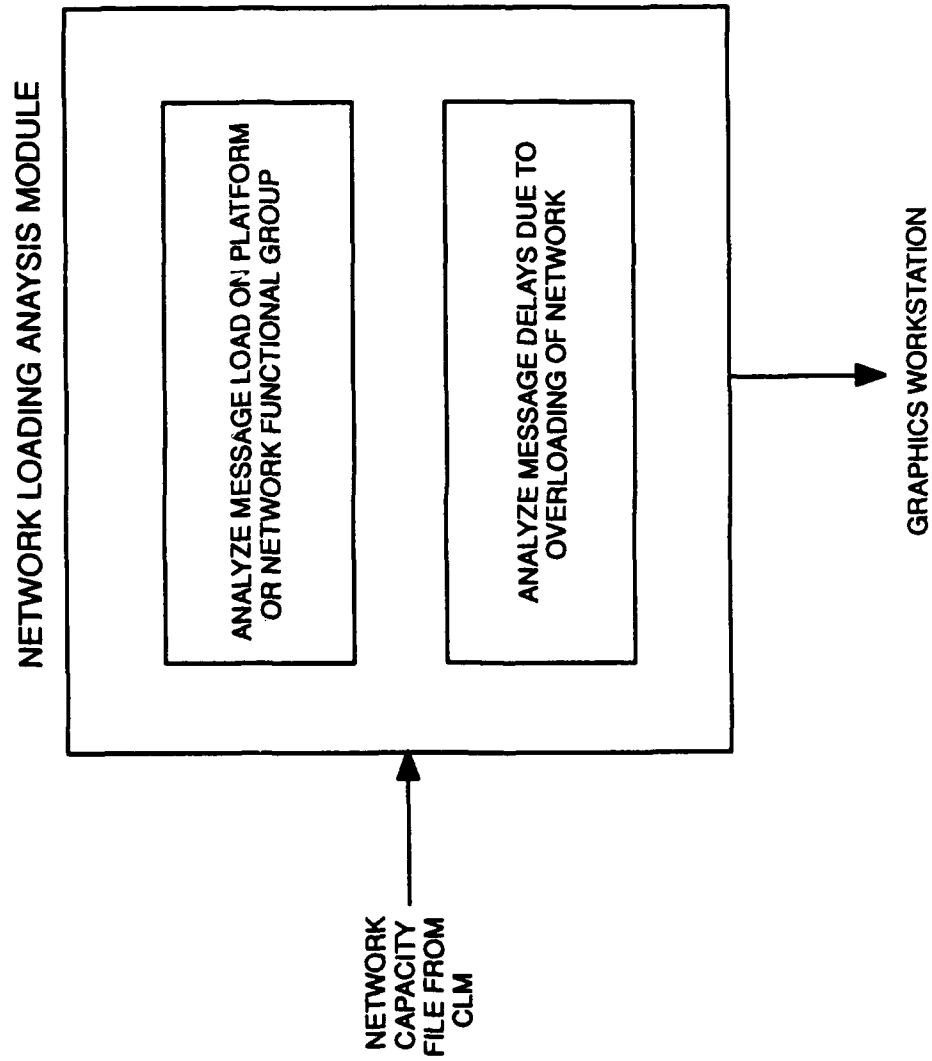 NETWORK LOADING ANAYSIS MODULE
NETWORK
CAPACITY
FILE FROM
CLM
ANALYZE MESSAGE LOAD ON PLATFORM
OR NETWORK FUNCTIONAL GROUP
ANALYZE MESSAGE DELAYS DUE TO
OVERLOADING OF NETWORK
GRAPHICS WORKSTATION